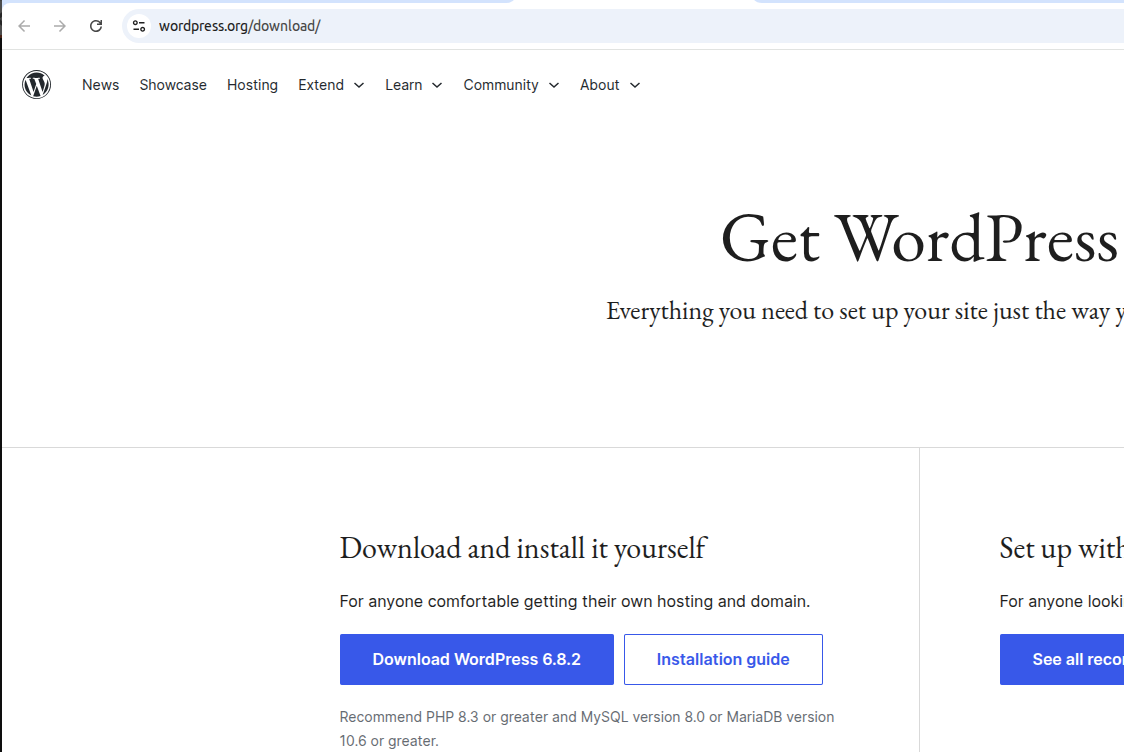 wordpress.org/download/
News Showcase Hosting Extend Learn Community About
Get WordPress
Everything you need to set up your site just the way
Download and install it yourself
For anyone comfortable getting their own hosting and domain.
Download WordPress 6.8.2 Installation guide
Recommend PHP 8.3 or greater and MySQL version 8.0 or MariaDB version
10.6 or greater.
Set up with
For anyone
See all